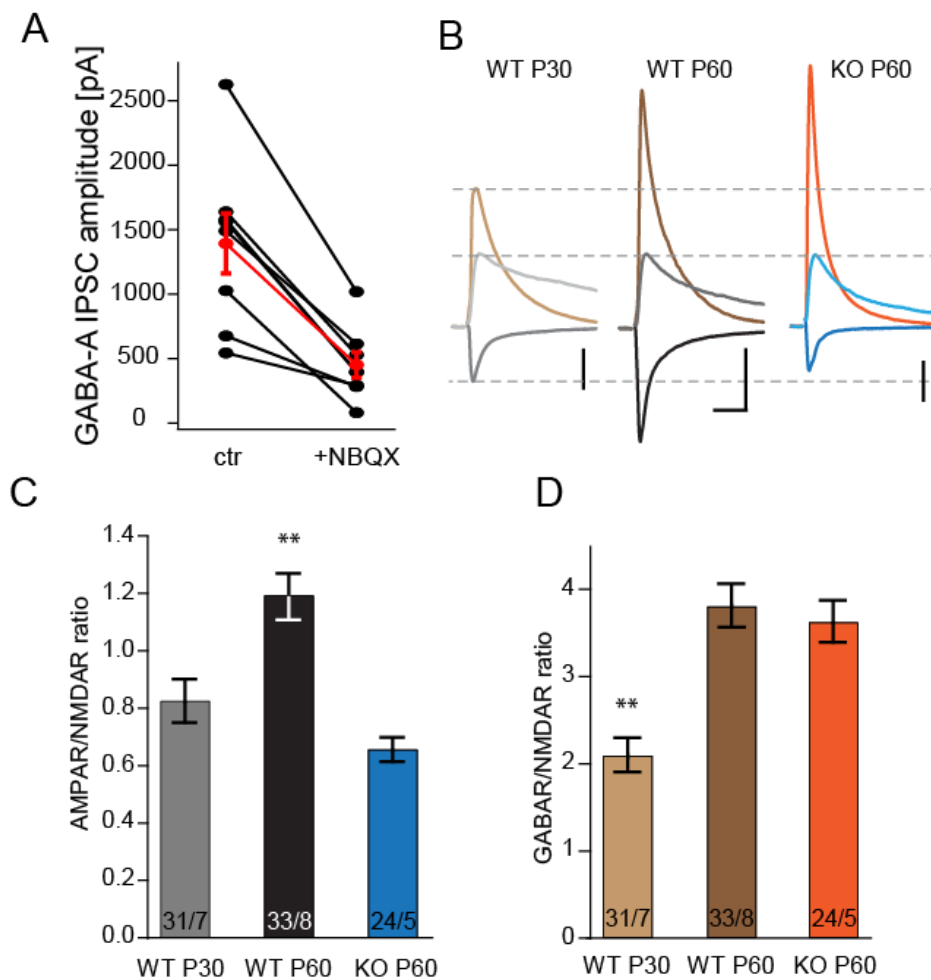 A
GABA-A IPSC amplitude [pA]
2500
2000
1500
1000
500
0
ctr +NBQX
B
WT P30 WT P60 KO P60
C
AMPAR/NMDAR ratio
1.4
1.2
1.0
0.8
0.6
0.4
0.2
0.0
**
31/7 33/8 24/5
WT P30 WT P60 KO P60
D
GABAR/NMDAR ratio
4
3
2
1
0
**
31/7 33/8 24/5
WT P30 WT P60 KO P60